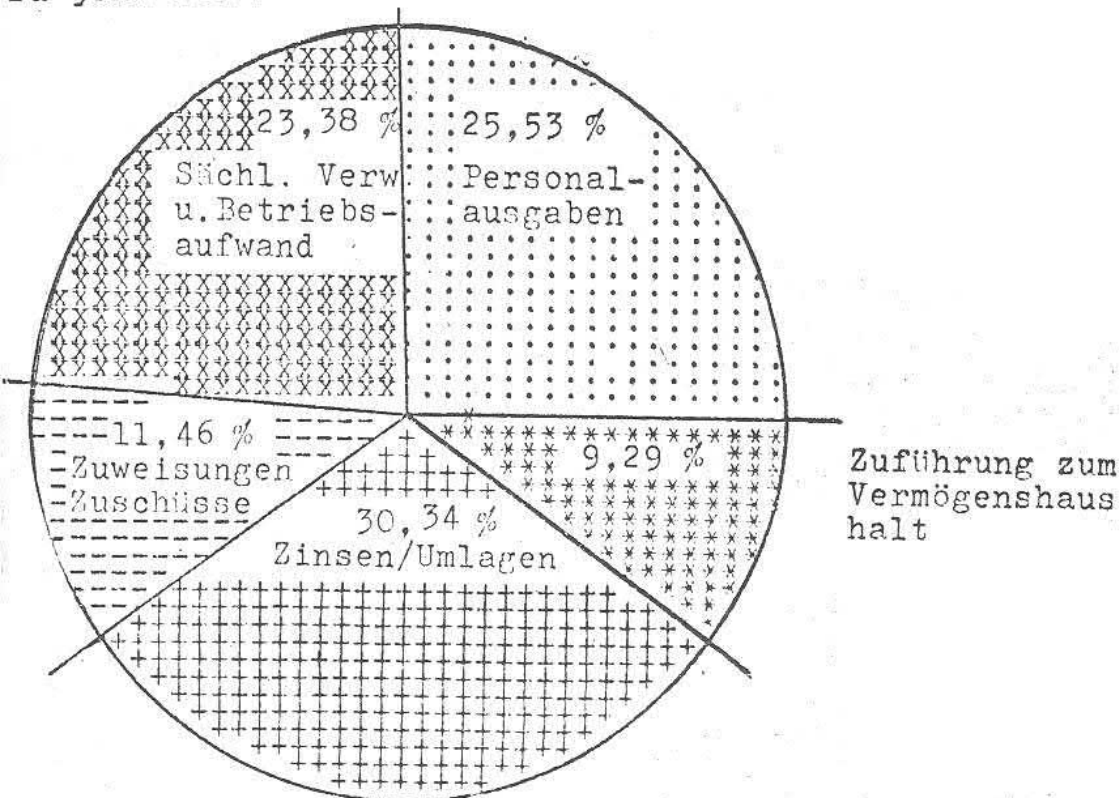 23,38 %
Sächl. Verw
u.Betriebs-
aufwand
25,53 %
Personal-
ausgaben
11,46 %
Zuweisungen
Zuschüsse
30,34 %
Zinsen/Umlagen
9,29 %
Zuführung zum
Vermögenshaus
halt